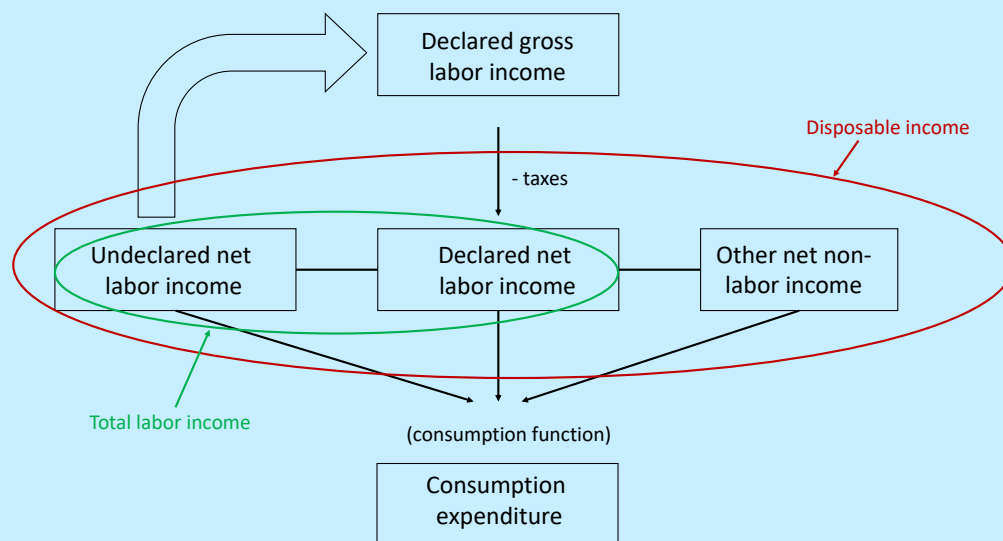 Declared gross
labor income
Disposable income
- taxes
Undeclared net
labor income
Declared net
labor income
Other net non-
labor income
Total labor income
(consumption function)
Consumption
expenditure